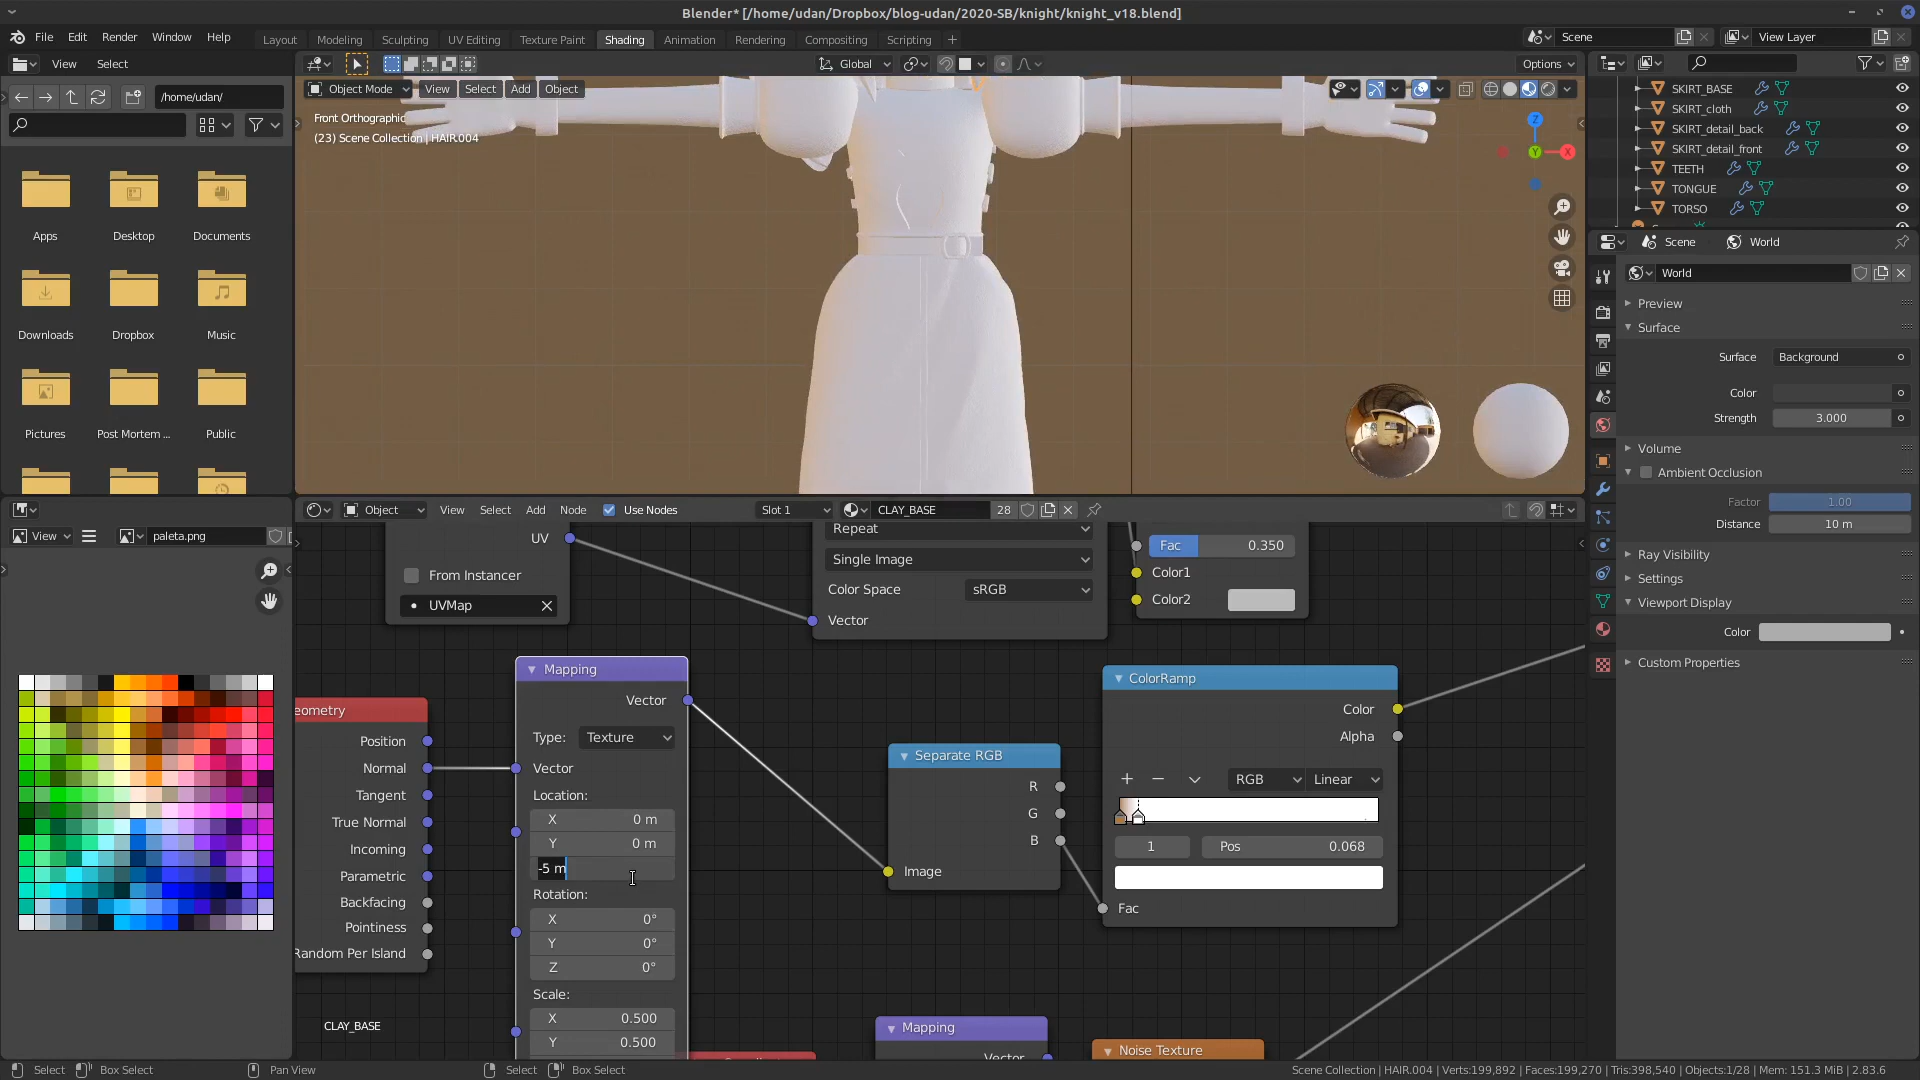 Blender* [/home/udan/Dropbox/blog-udan/2020-SB/knight/knight_v18.blend]
File Edit Render Window Help
Layout Modeling Sculpting UV Editing Texture Paint Shading Animation Rendering Compositing Scripting +
Scene
View Layer
View Select
Global
Options
/home/udan/
Object Mode View Select Add Object
Front Orthographic
(23) Scene Collection | HAIR.004
Z
Y
X
Apps Desktop Documents
Downloads Dropbox Music
Pictures Post Mortem ... Public
SKIRT_BASE
SKIRT_cloth
SKIRT_detail_back
SKIRT_detail_front
TEETH
TONGUE
TORSO
Scene World
World
Preview
Surface
Surface Background
Color
Strength 3.000
Volume
Ambient Occlusion
Factor 1.00
Distance 10 m
Ray Visibility
Settings
Viewport Display
Color
Custom Properties
View paleta.png
Object View Select Add Node Use Nodes Slot 1 CLAY_BASE 28
UV
From Instancer
UVMap
Repeat
Single Image
Color Space sRGB
Vector
Fac 0.350
Color1
Color2
eometry
Position
Normal
Tangent
True Normal
Incoming
Parametric
Backfacing
Pointiness
Random Per Island
Mapping
Vector
Type: Texture
Vector
Location:
X 0 m
Y 0 m
-5 m
Rotation:
X 0°
Y 0°
Z 0°
Scale:
X 0.500
Y 0.500
Separate RGB
R
G
B
Image
ColorRamp
Color
Alpha
RGB Linear
1 Pos 0.068
Fac
Mapping
Vector
Noise Texture
CLAY_BASE
Select Box Select Pan View Select Box Select
Scene Collection | HAIR.004 | Verts:199,892 | Faces:199,270 | Tris:398,540 | Objects:1/28 | Mem: 151.3 MiB | 2.83.6